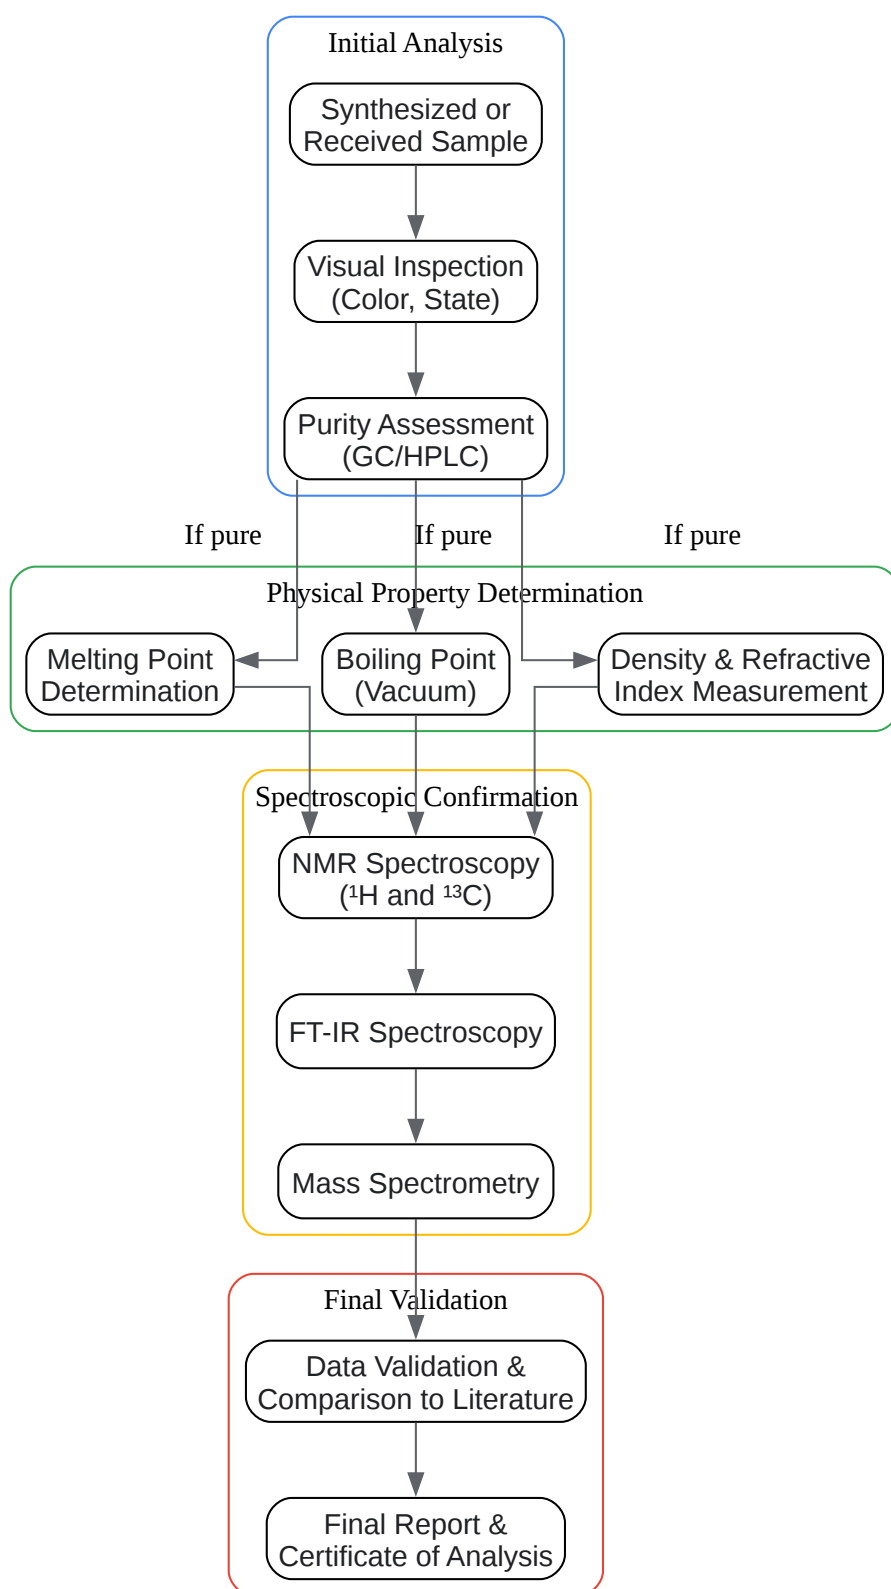 Initial Analysis
Synthesized or
Received Sample
Visual Inspection
(Color, State)
Purity Assessment
(GC/HPLC)
If pure
If pure
If pure
Physical Property Determination
Melting Point
Determination
Boiling Point
(Vacuum)
Density & Refractive
Index Measurement
Spectroscopic Confirmation
NMR Spectroscopy
(¹H and ¹³C)
FT-IR Spectroscopy
Mass Spectrometry
Final Validation
Data Validation &
Comparison to Literature
Final Report &
Certificate of Analysis